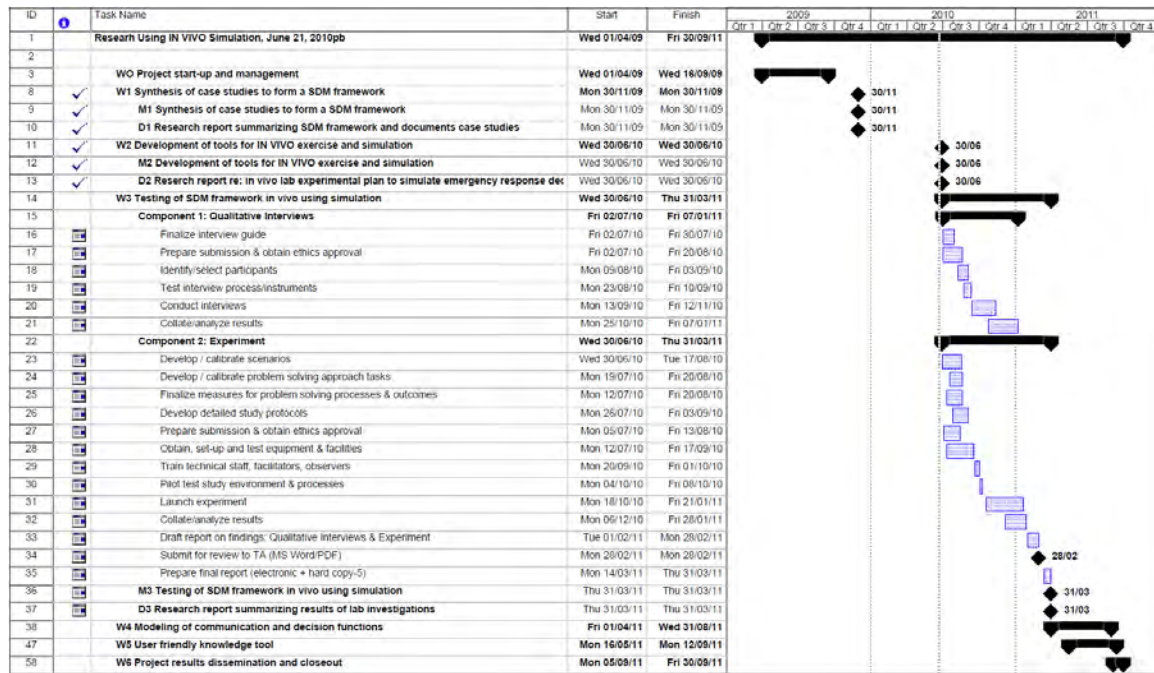 ID Task Name Start Finish 2009 2010 2011
Qtr 1 Qtr 2 Qtr 3 Qtr 4 Qtr 1 Qtr 2 Qtr 3 Qtr 4 Qtr 1 Qtr 2 Qtr 3 Qtr 4
1 Researh Using IN VIVO Simulation, June 21, 2010pb Wed 01/04/09 Fri 30/09/11
2
3 WO Project start-up and management Wed 01/04/09 Wed 16/09/09
8 W1 Synthesis of case studies to form a SDM framework Mon 30/11/09 Mon 30/11/09 30/11
9 M1 Synthesis of case studies to form a SDM framework Mon 30/11/09 Mon 30/11/09 30/11
10 D1 Research report summarizing SDM framework and documents case studies Mon 30/11/09 Mon 30/11/09 30/11
11 W2 Development of tools for IN VIVO exercise and simulation Wed 30/06/10 Wed 30/06/10 30/06
12 M2 Development of tools for IN VIVO exercise and simulation Wed 30/06/10 Wed 30/06/10 30/06
13 D2 Reserch report re: in vivo lab experimental plan to simulate emergency response dec Wed 30/06/10 Wed 30/06/10 30/06
14 W3 Testing of SDM framework in vivo using simulation Wed 30/06/10 Thu 31/03/11
15 Component 1: Qualitative Interviews Fri 02/07/10 Fri 07/01/11
16 Finalize interview guide Fri 02/07/10 Fri 30/07/10
17 Prepare submission & obtain ethics approval Fri 02/07/10 Fri 20/08/10
18 Identify/select participants Mon 09/08/10 Fri 03/09/10
19 Test interview process/instruments Mon 23/08/10 Fri 10/09/10
20 Conduct interviews Mon 13/09/10 Fri 12/11/10
21 Collate/analyze results Mon 25/10/10 Fri 07/01/11
22 Component 2: Experiment Wed 30/06/10 Thu 31/03/11
23 Develop / calibrate scenarios Wed 30/06/10 Tue 17/08/10
24 Develop / calibrate problem solving approach tasks Mon 19/07/10 Fri 20/08/10
25 Finalize measures for problem solving processes & outcomes Mon 12/07/10 Fri 20/08/10
26 Develop detailed study protocols Mon 26/07/10 Fri 03/09/10
27 Prepare submission & obtain ethics approval Mon 05/07/10 Fri 13/08/10
28 Obtain, set-up and test equipment & facilities Mon 12/07/10 Fri 17/09/10
29 Train technical staff, facilitators, observers Mon 20/09/10 Fri 01/10/10
30 Pilot test study environment & processes Mon 04/10/10 Fri 08/10/10
31 Launch experiment Mon 18/10/10 Fri 21/01/11
32 Collate/analyze results Mon 06/12/10 Fri 28/01/11
33 Draft report on findings: Qualitative Interviews & Experiment Tue 01/02/11 Mon 28/02/11
34 Submit for review to TA (MS Word/PDF) Mon 28/02/11 Mon 28/02/11 28/02
35 Prepare final report (electronic + hard copy-5) Mon 14/03/11 Thu 31/03/11
36 M3 Testing of SDM framework in vivo using simulation Thu 31/03/11 Thu 31/03/11 31/03
37 D3 Research report summarizing results of lab investigations Thu 31/03/11 Thu 31/03/11 31/03
38 W4 Modeling of communication and decision functions Fri 01/04/11 Wed 31/08/11
47 W5 User friendly knowledge tool Mon 16/05/11 Mon 12/09/11
58 W6 Project results dissemination and closeout Mon 05/09/11 Fri 30/09/11